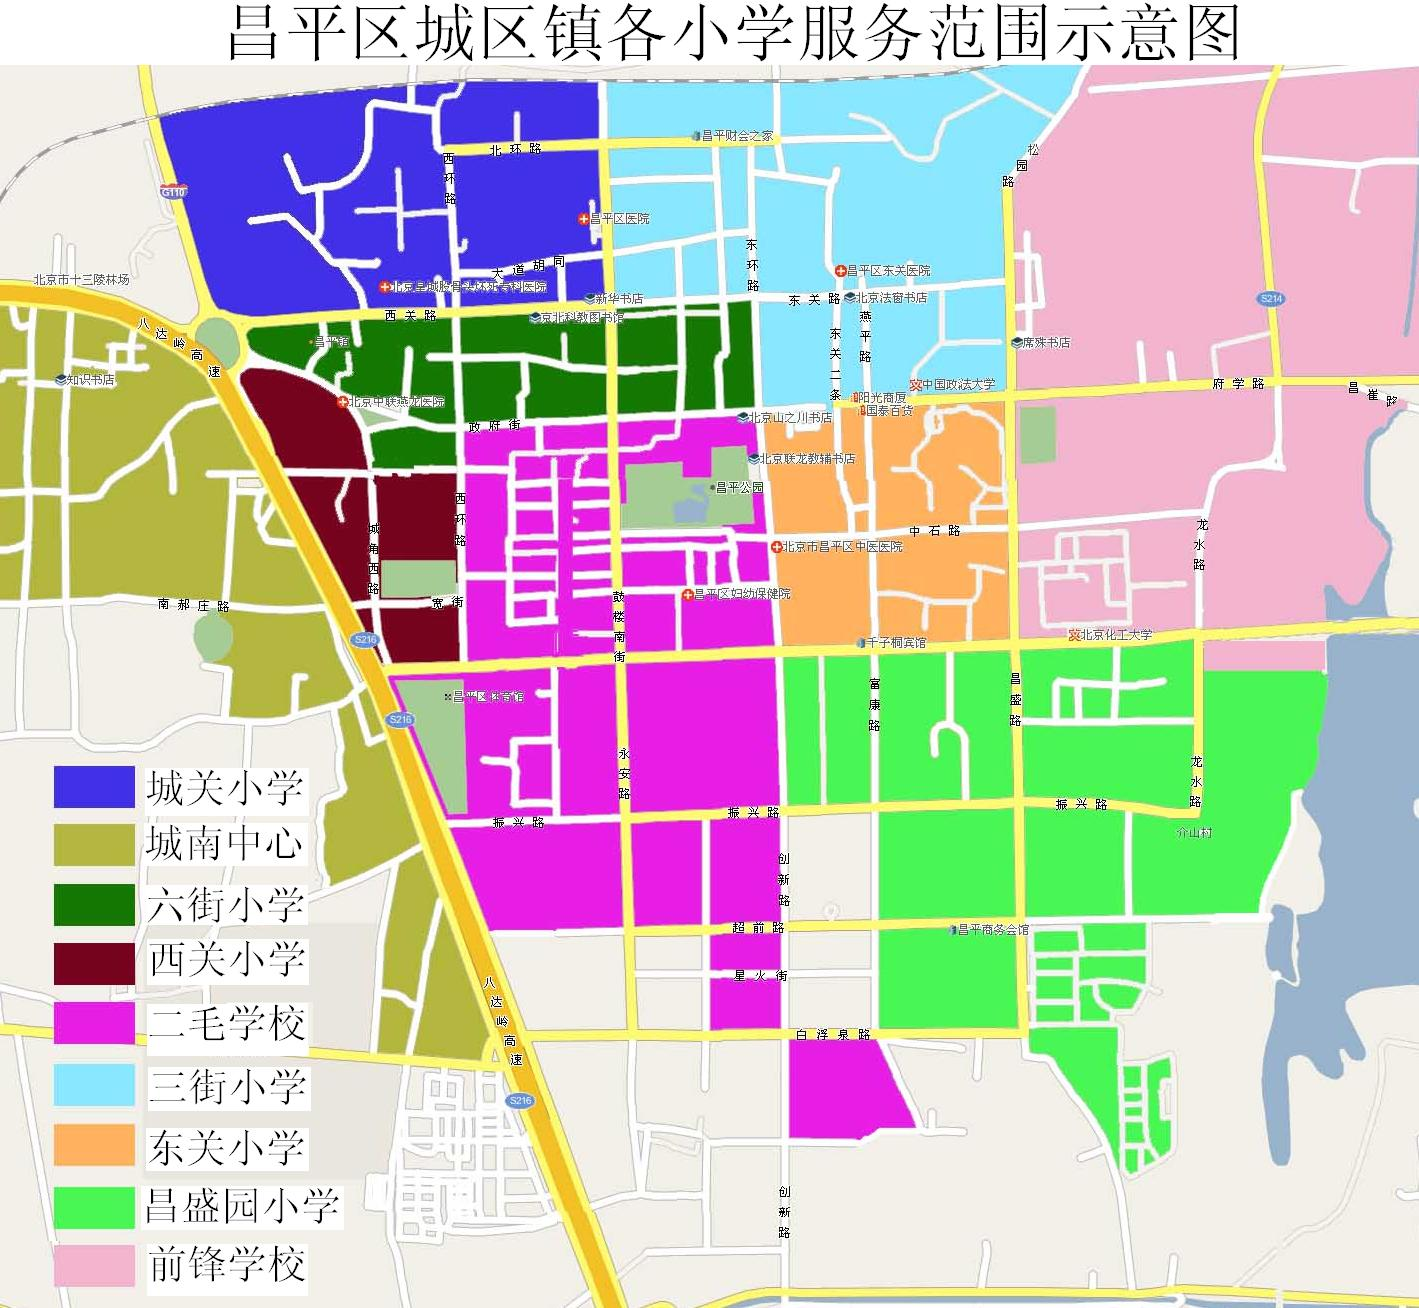 昌平区城区镇各小学服务范围示意图
昌平财会之家
北环路
西环路
松园路
G110
昌平区医院
大道胡同
东环路
北京市十三陵林场
昌平区东关医院
新华书店
东关路
北京法窗书店
S214
西关路
京北科教图书馆
八达岭高速
昌平镇
东关二条
燕平路
席殊书店
知识书店
中国政法大学
府学路
昌崔路
北京中联燕龙医院
阳光商厦
国泰百货
政府街
北京山之川书店
北京联龙教辅书店
昌平公园
西环路
城角西路
中石路
龙水路
北京市昌平区中医医院
南郝庄路
宽街
鼓楼南街
昌平区妇幼保健院
S216
千子桐宾馆
北京化工大学
昌平区体育馆
富康路
昌盛路
S216
永安路
龙水路
振兴路
振兴路
振兴路
介山村
创新路
超前路
昌平商务会馆
星火街
八达岭高速
白浮泉路
S216
创新路
城关小学
城南中心
六街小学
西关小学
二毛学校
三街小学
东关小学
昌盛园小学
前锋学校